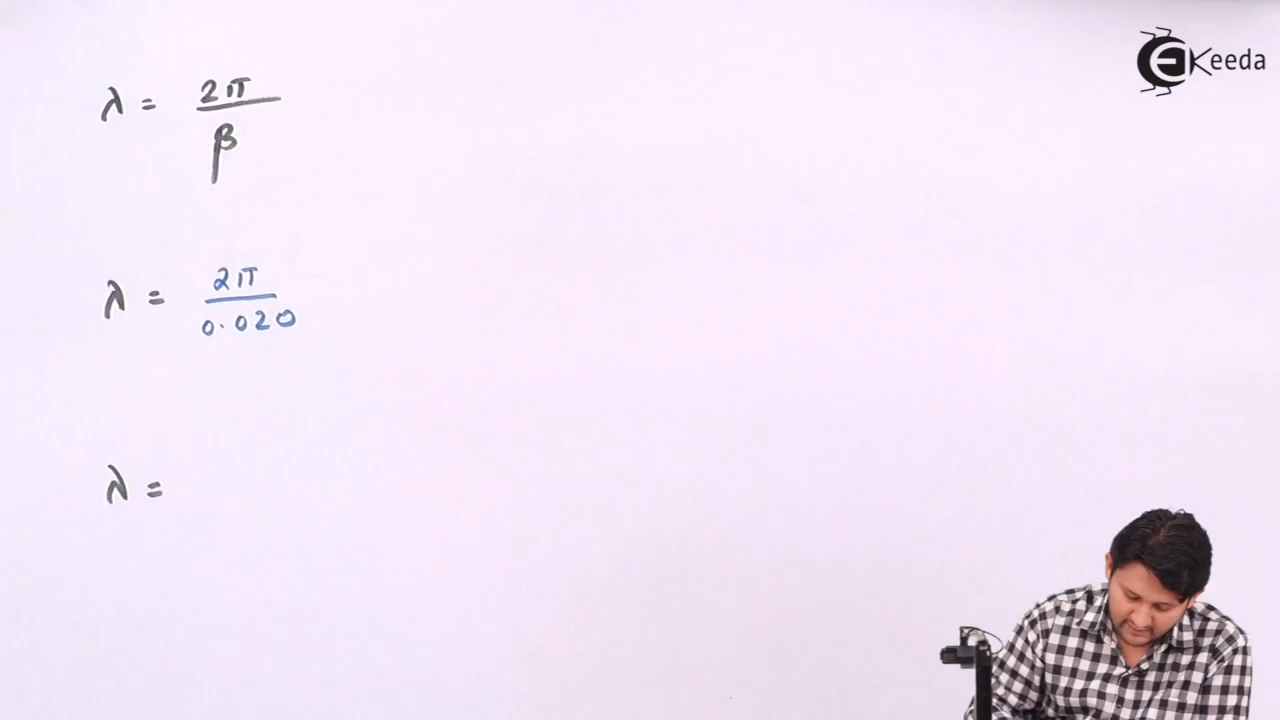 λ = 2π / β
λ = 2π / 0.020
λ =
EKeeda